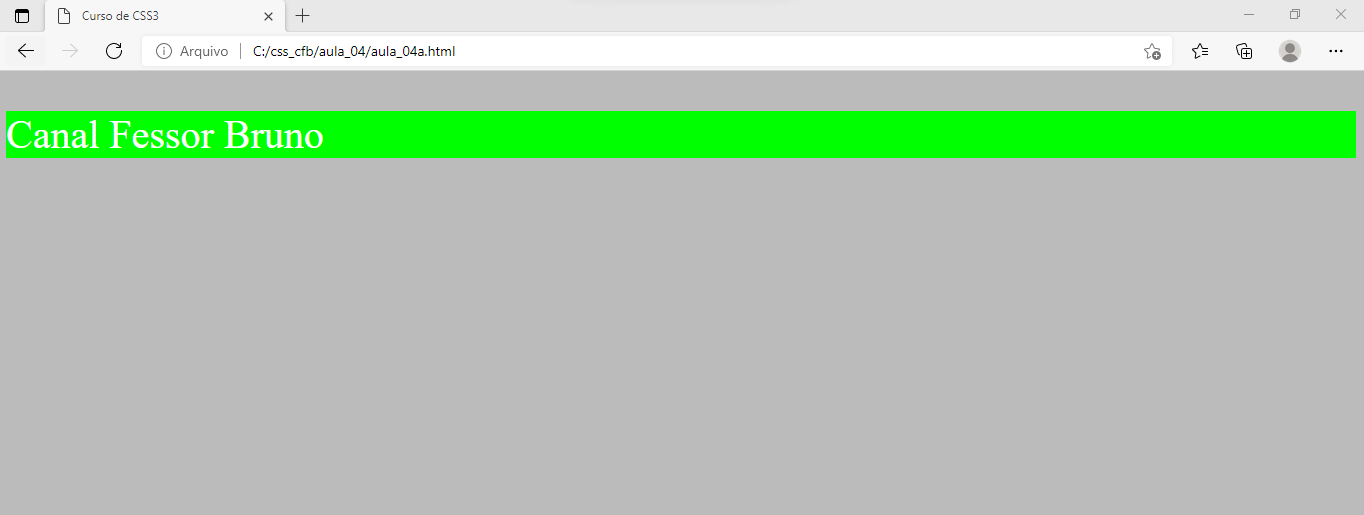 Curso de CSS3
Arquivo C:/css_cfb/aula_04/aula_04a.html
Canal Fessor Bruno